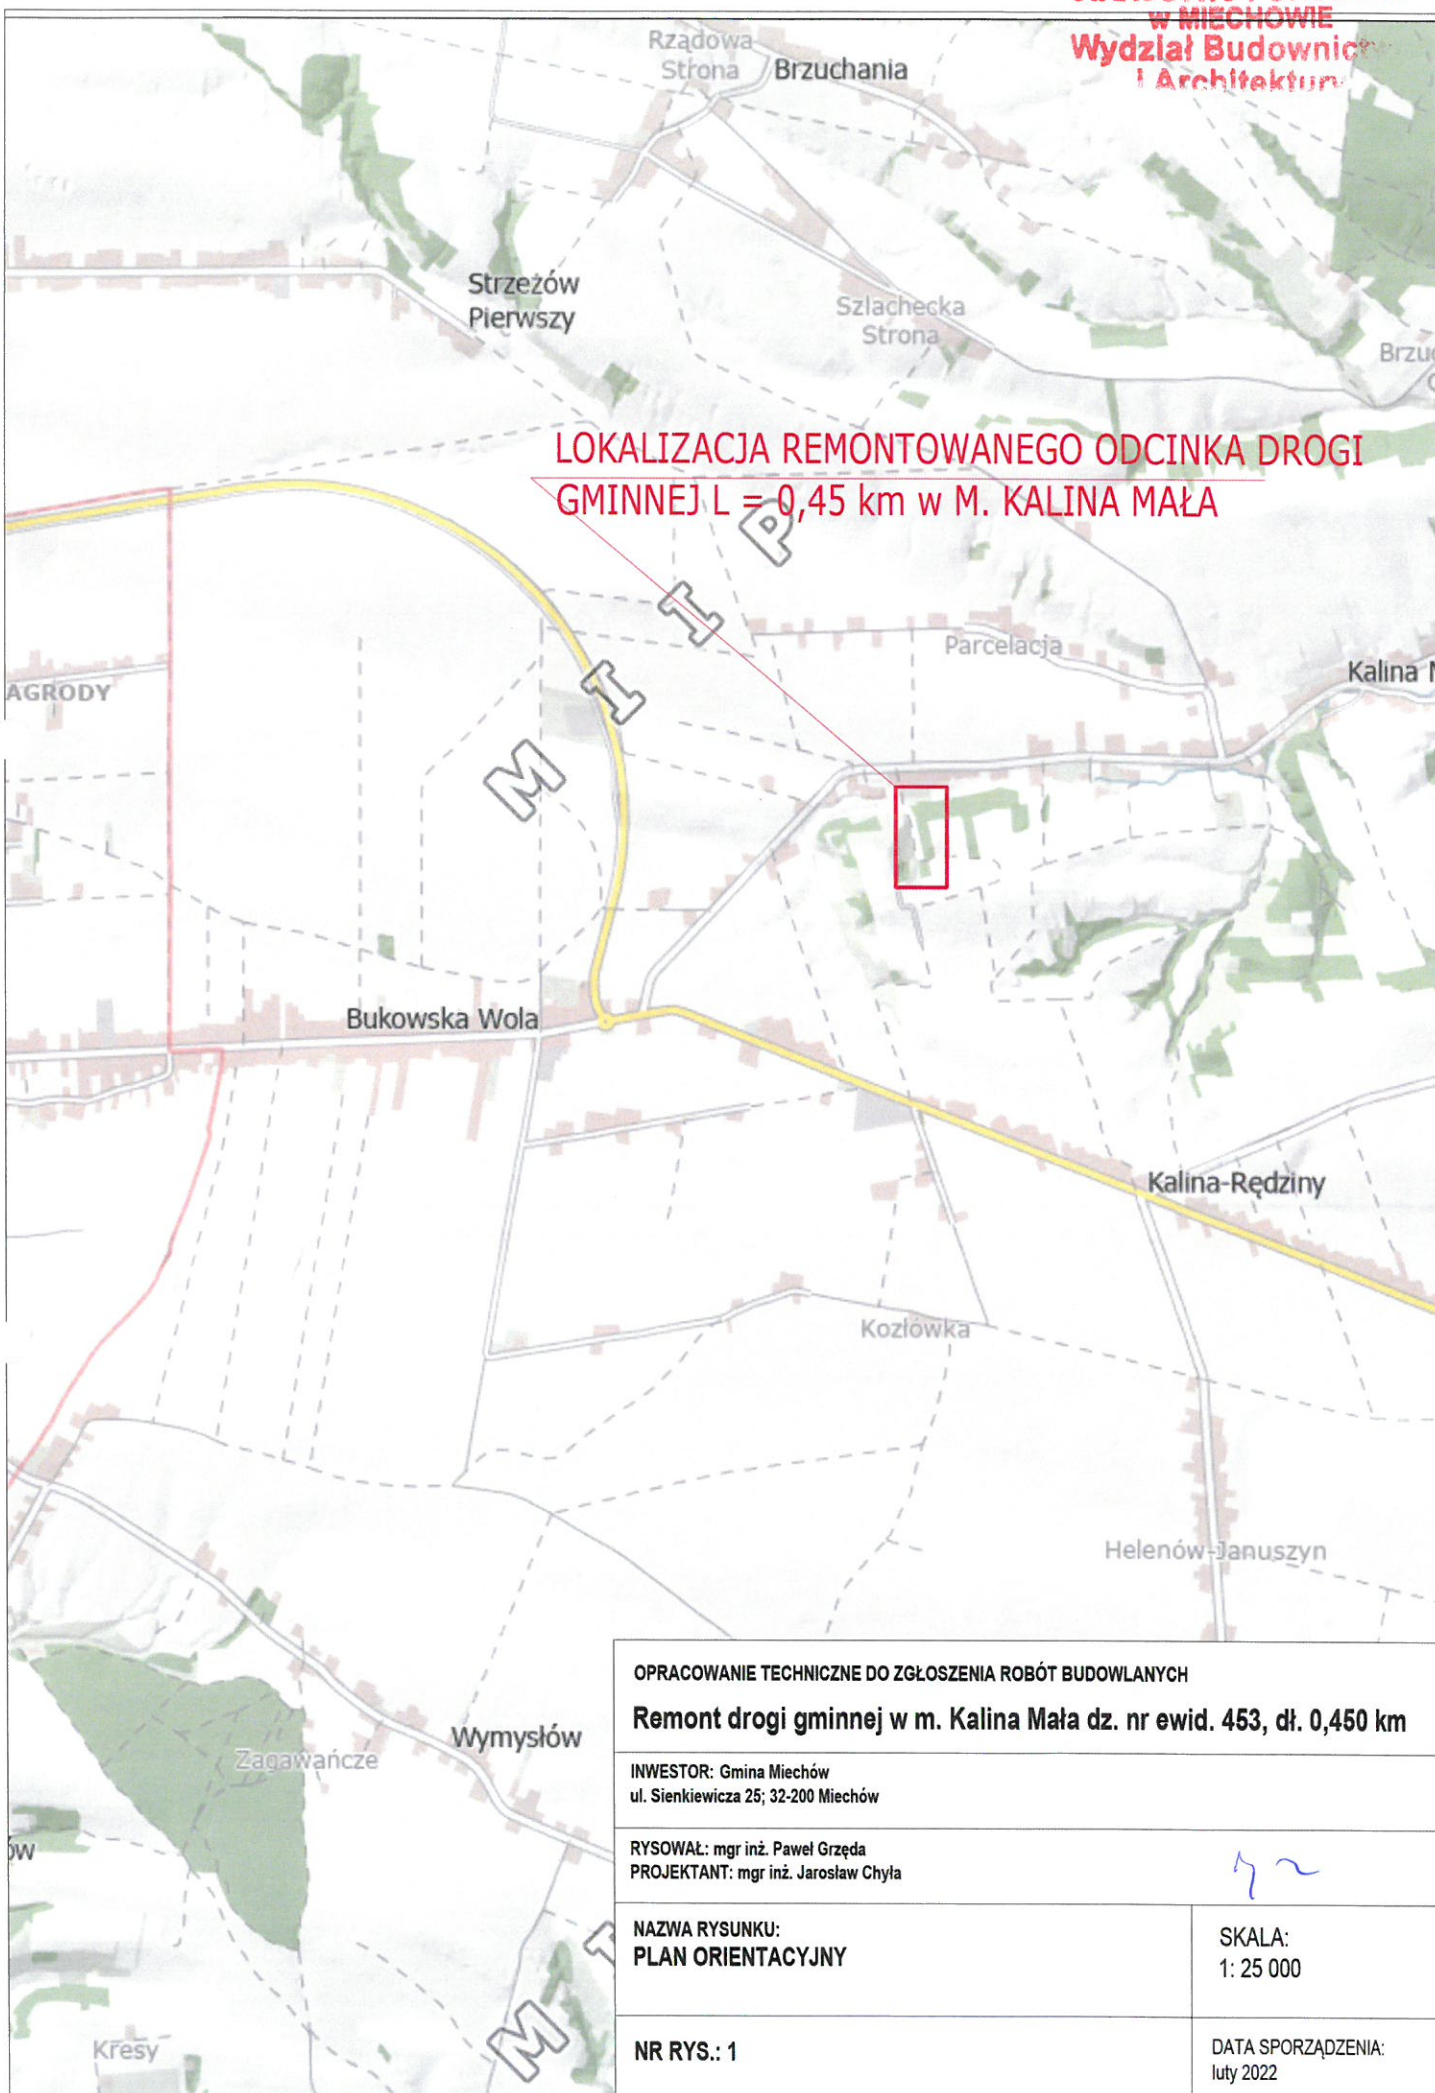 w MIECHOWIE
Wydział
i Architektury
Rządowa
Strona
Brzuchania
Strzeżów
Pierwszy
Szlachecka
Strona
LOKALIZACJA REMONTOWANEGO ODCINKA DROGI
GMINNEJ L = 0,45 km w M. KALINA MAŁA
P
I
I
M
Parcelacja
Kalina
AGRODY
Bukowska Wola
Kalina-Rędziny
Kozłówka
Helenów-Januszyn
Wymysłów
Zagawańcze
ów
M
Kresy
OPRACOWANIE TECHNICZNE DO ZGŁOSZENIA ROBÓT BUDOWLANYCH
Remont drogi gminnej w m. Kalina Mała dz. nr ewid. 453, dł. 0,450 km
INWESTOR: Gmina Miechów
ul. Sienkiewicza 25; 32-200 Miechów
RYSOWAŁ: mgr inż. Paweł Grzęda
PROJEKTANT: mgr inż. Jarosław Chyła
NAZWA RYSUNKU:
PLAN ORIENTACYJNY
SKALA:
1: 25 000
NR RYS.: 1
DATA SPORZĄDZENIA:
luty 2022